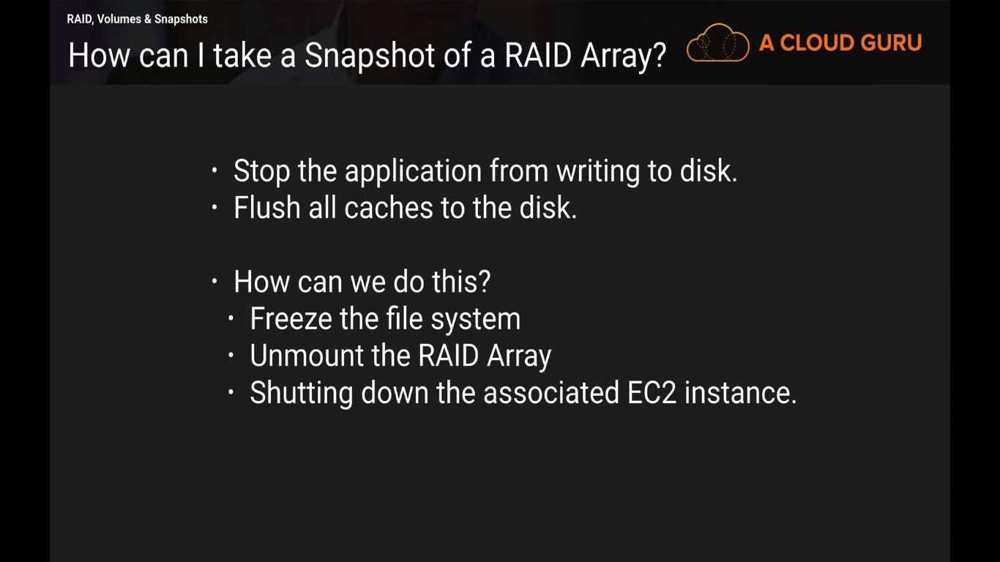 RAID, Volumes & Snapshots
How can I take a Snapshot of a RAID Array?
A CLOUD GURU
• Stop the application from writing to disk.
• Flush all caches to the disk.
• How can we do this?
• Freeze the file system
• Unmount the RAID Array
• Shutting down the associated EC2 instance.